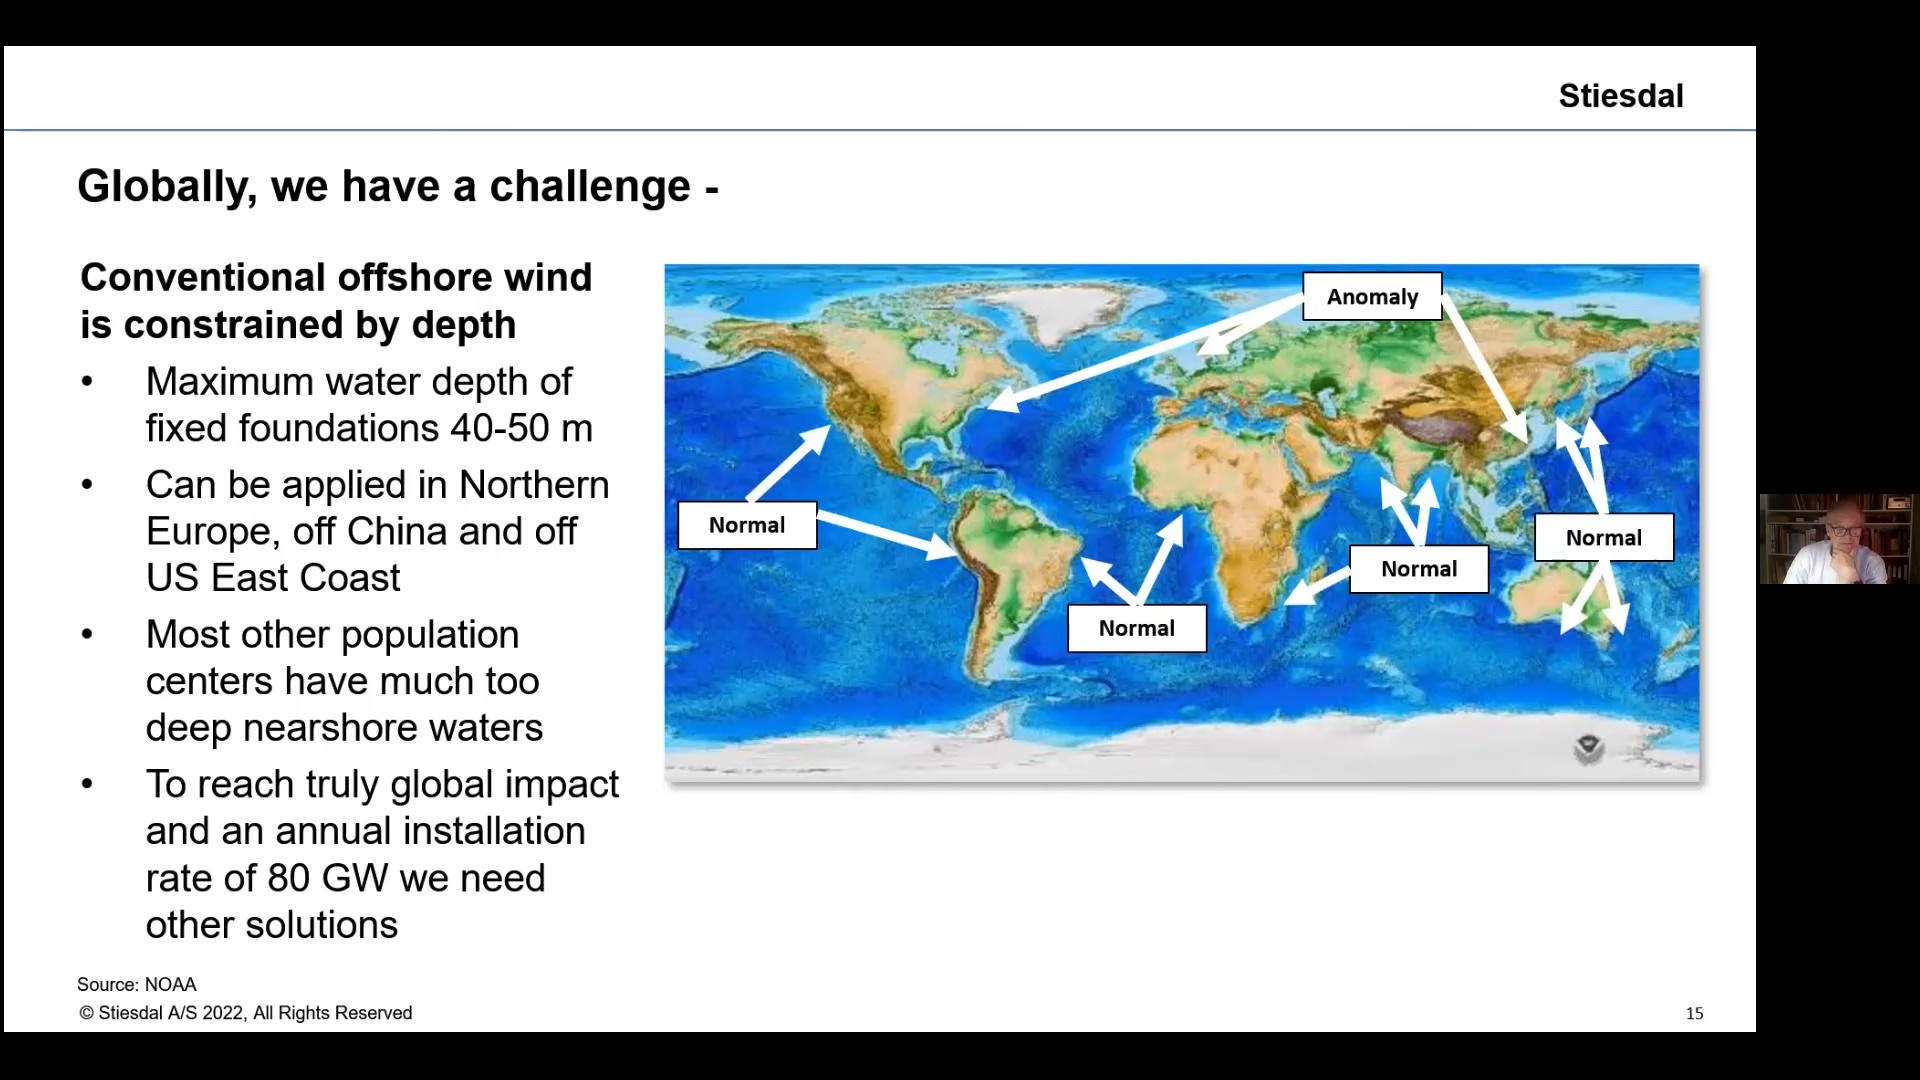 Stiesdal
Globally, we have a challenge -
Conventional offshore wind
is constrained by depth
• Maximum water depth of
fixed foundations 40-50 m
• Can be applied in Northern
Europe, off China and off
US East Coast
• Most other population
centers have much too
deep nearshore waters
• To reach truly global impact
and an annual installation
rate of 80 GW we need
other solutions
Anomaly
Normal
Normal
Normal
Normal
Source: NOAA
© Stiesdal A/S 2022, All Rights Reserved
15